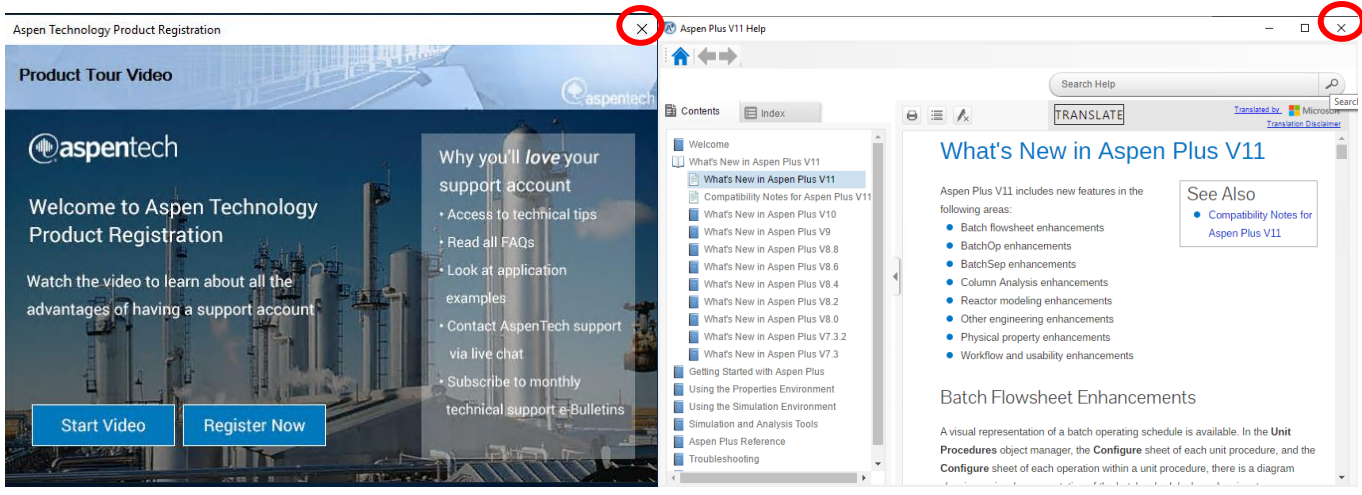 Aspen Technology Product Registration
Product Tour Video
aspentech
aspentech
Welcome to Aspen Technology
Product Registration
Watch the video to learn about all the
advantages of having a support account
Start Video
Register Now
Why you'll love your
support account
• Access to technical tips
• Read all FAQs
• Look at application
examples
• Contact AspenTech support
via live chat
• Subscribe to monthly
technical support e-Bulletins
Aspen Plus V11 Help
Search Help
Search
Contents
Index
TRANSLATE
Translated by
Microsoft
Translation Disclaimer
Welcome
What's New in Aspen Plus V11
What's New in Aspen Plus V11
Compatibility Notes for Aspen Plus V11
What's New in Aspen Plus V10
What's New in Aspen Plus V9
What's New in Aspen Plus V8.8
What's New in Aspen Plus V8.6
What's New in Aspen Plus V8.4
What's New in Aspen Plus V8.2
What's New in Aspen Plus V8.0
What's New in Aspen Plus V7.3.2
What's New in Aspen Plus V7.3
Getting Started with Aspen Plus
Using the Properties Environment
Using the Simulation Environment
Simulation and Analysis Tools
Aspen Plus Reference
Troubleshooting
What's New in Aspen Plus V11
Aspen Plus V11 includes new features in the
following areas:
• Batch flowsheet enhancements
• BatchOp enhancements
• BatchSep enhancements
• Column Analysis enhancements
• Reactor modeling enhancements
• Other engineering enhancements
• Physical property enhancements
• Workflow and usability enhancements
See Also
• Compatibility Notes for
Aspen Plus V11
Batch Flowsheet Enhancements
A visual representation of a batch operating schedule is available. In the Unit
Procedures object manager, the Configure sheet of each unit procedure, and the
Configure sheet of each operation within a unit procedure, there is a diagram